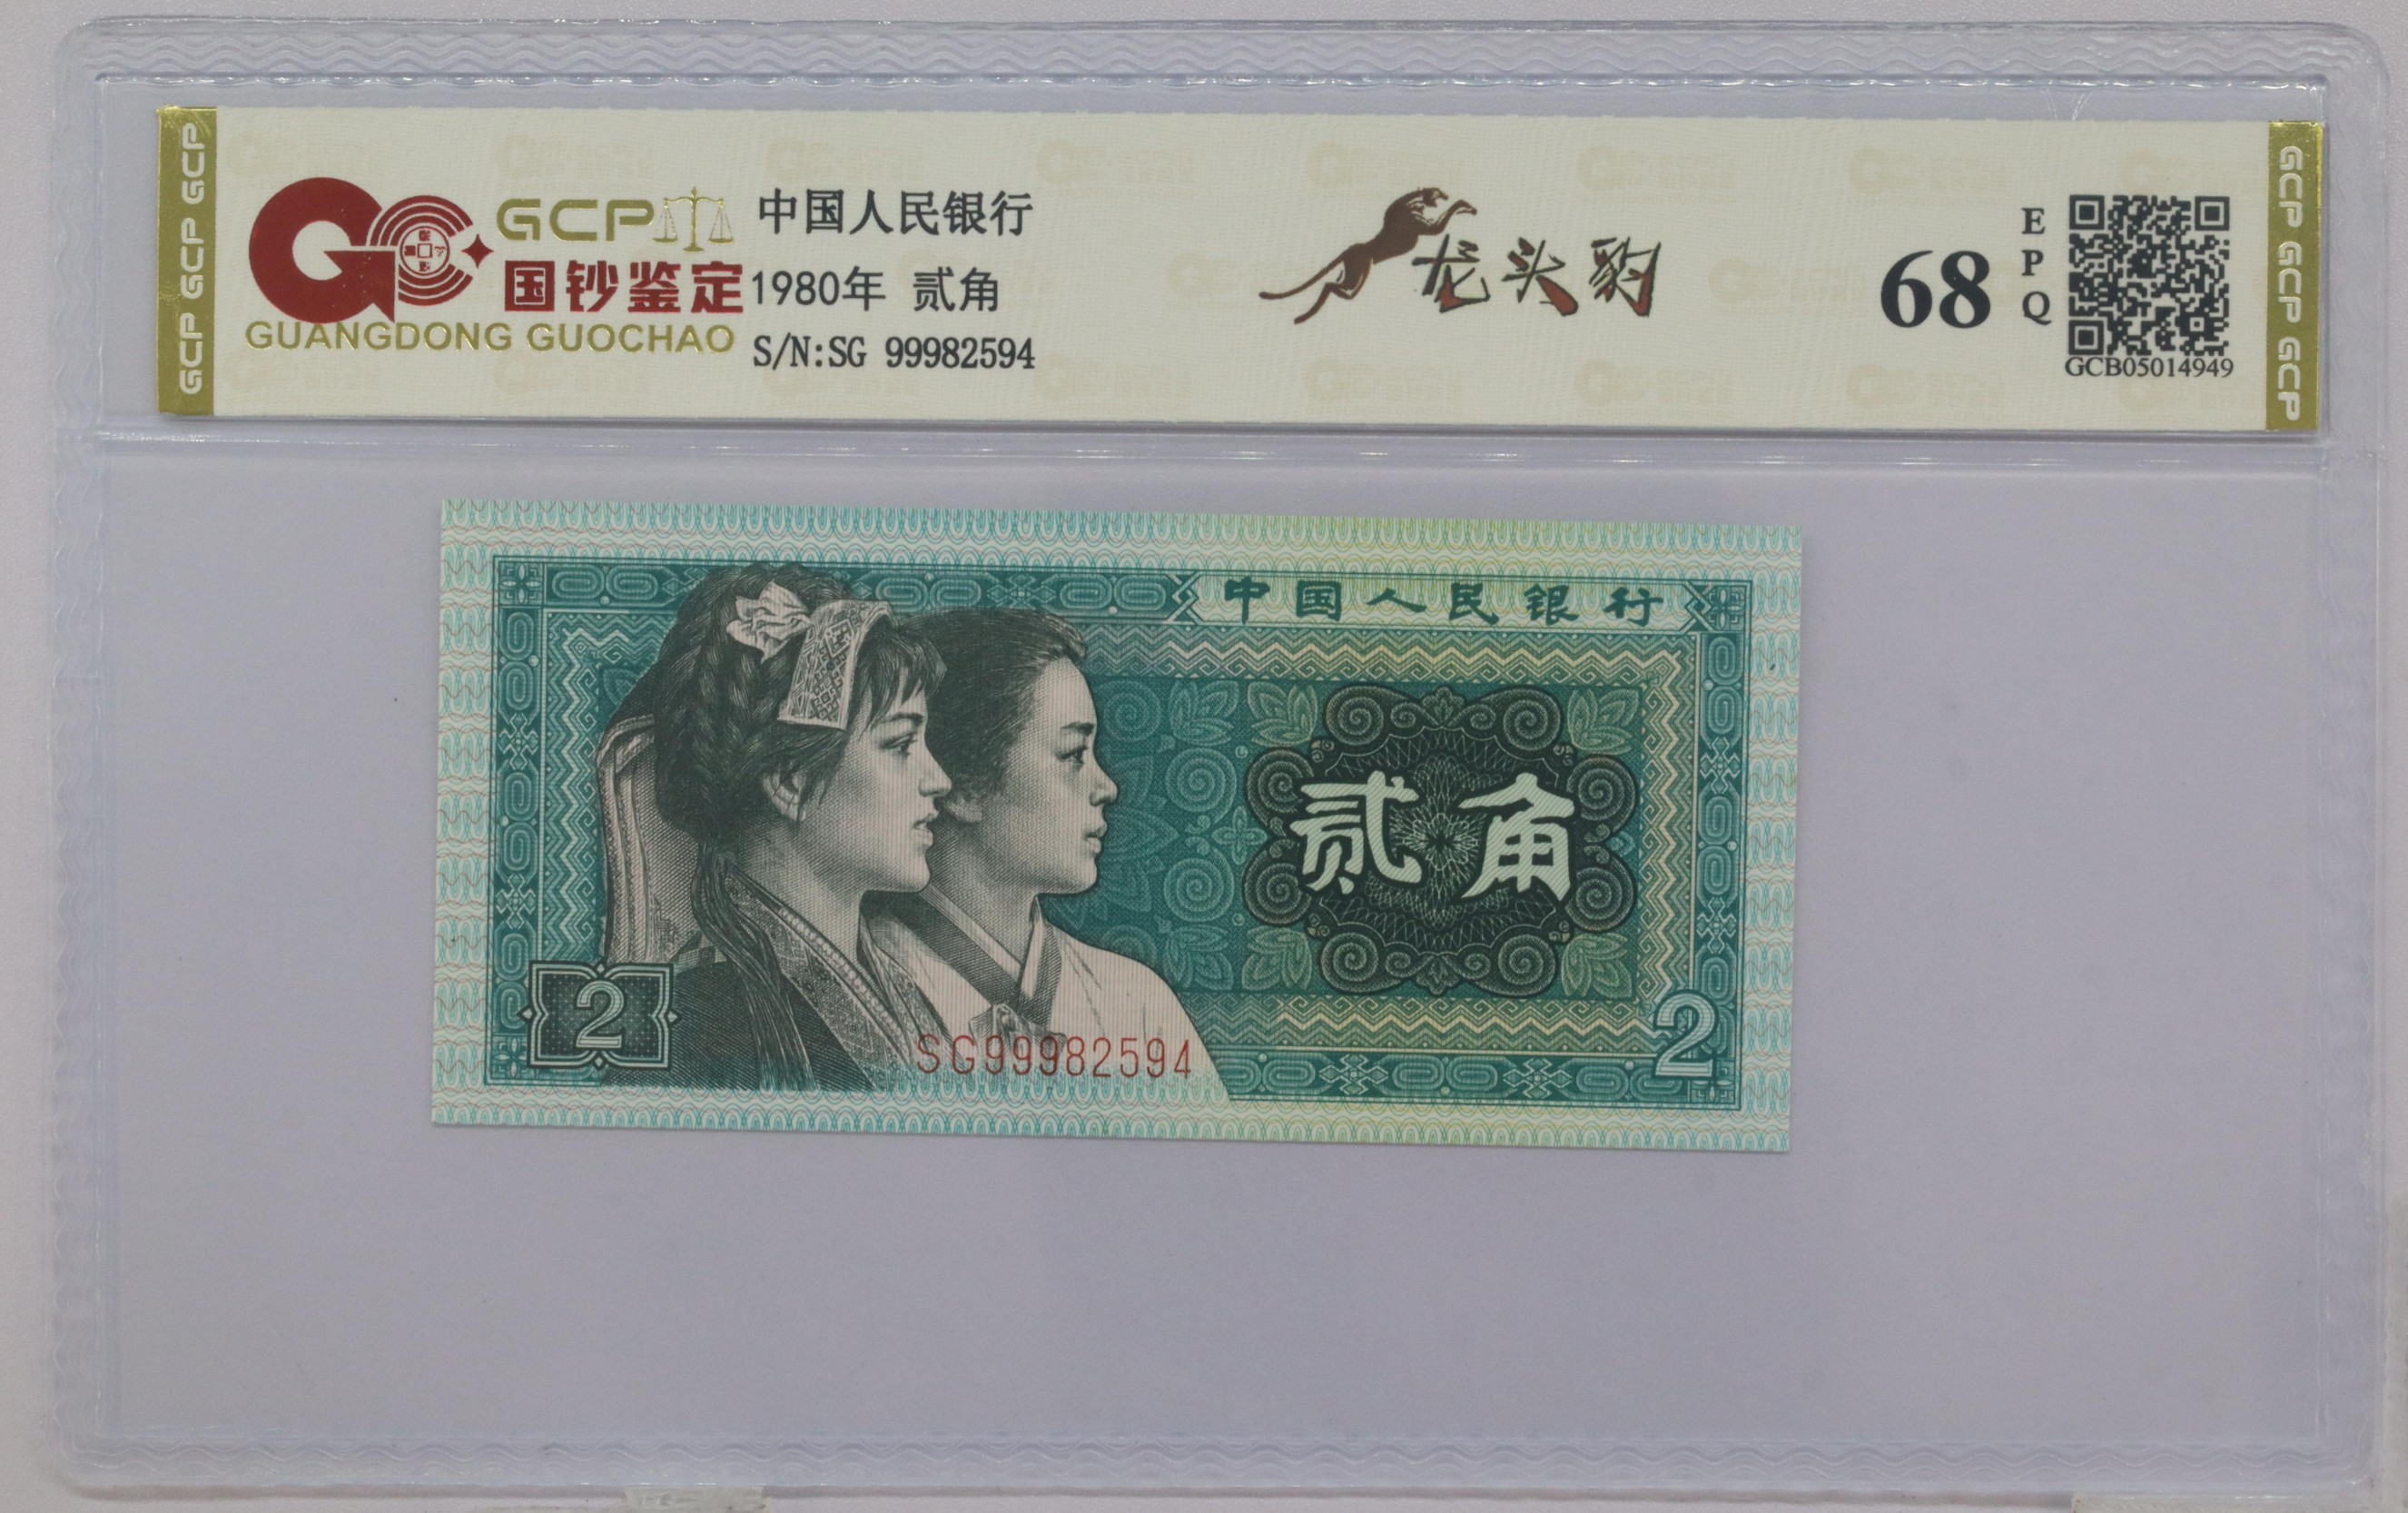 GCP GCP GCP
GCP
国钞鉴定
GUANGDONG GUOCHAO
中国人民银行
1980年 贰角
S/N:SG 99982594
龙头豹
68
EPQ
GCB05014949
GCP GCP GCP
中国人民银行
贰角
2
SG99982594
2